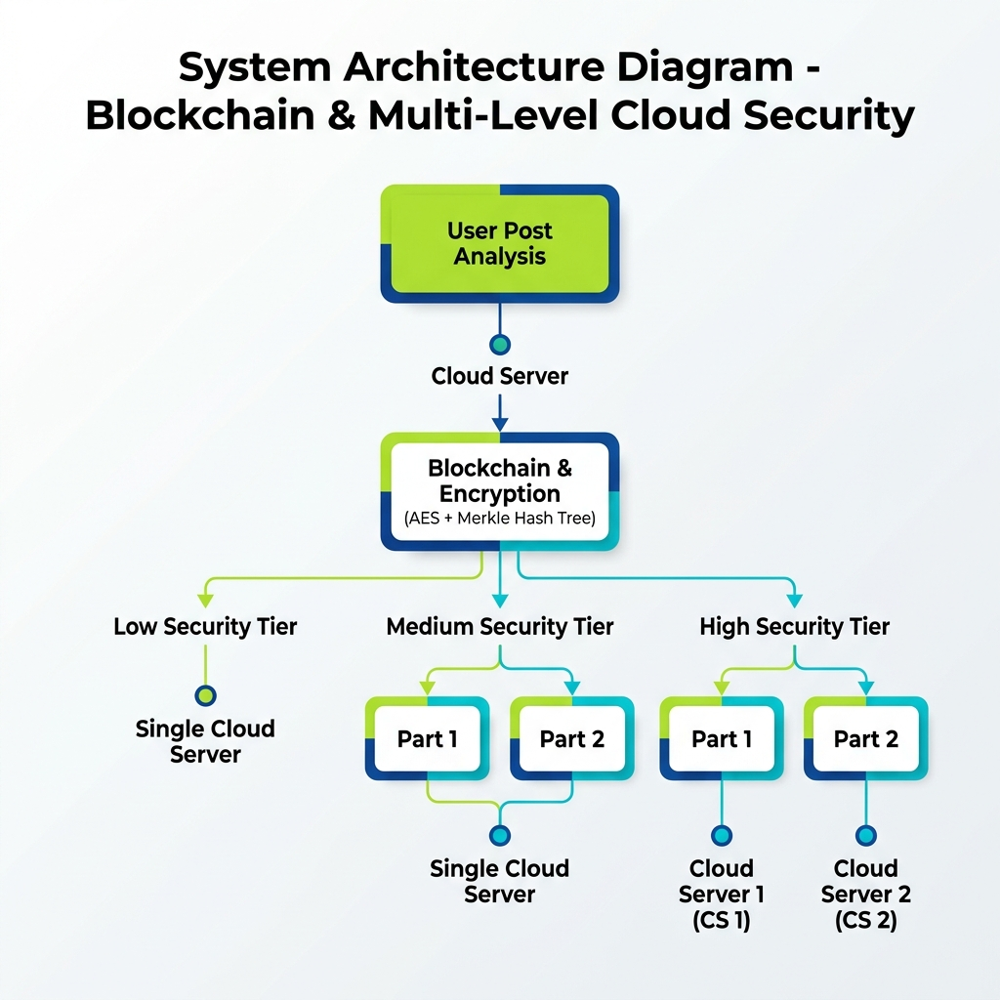 System Architecture Diagram -
Blockchain & Multi-Level Cloud Security
User Post
Analysis
Cloud Server
Blockchain &
Encryption
(AES + Merkle Hash Tree)
Low Security Tier
Medium Security Tier
High Security Tier
Single Cloud
Server
Part 1
Part 2
Part 1
Part 2
Single Cloud
Server
Cloud
Server 1
(CS 1)
Cloud
Server 2
(CS 2)